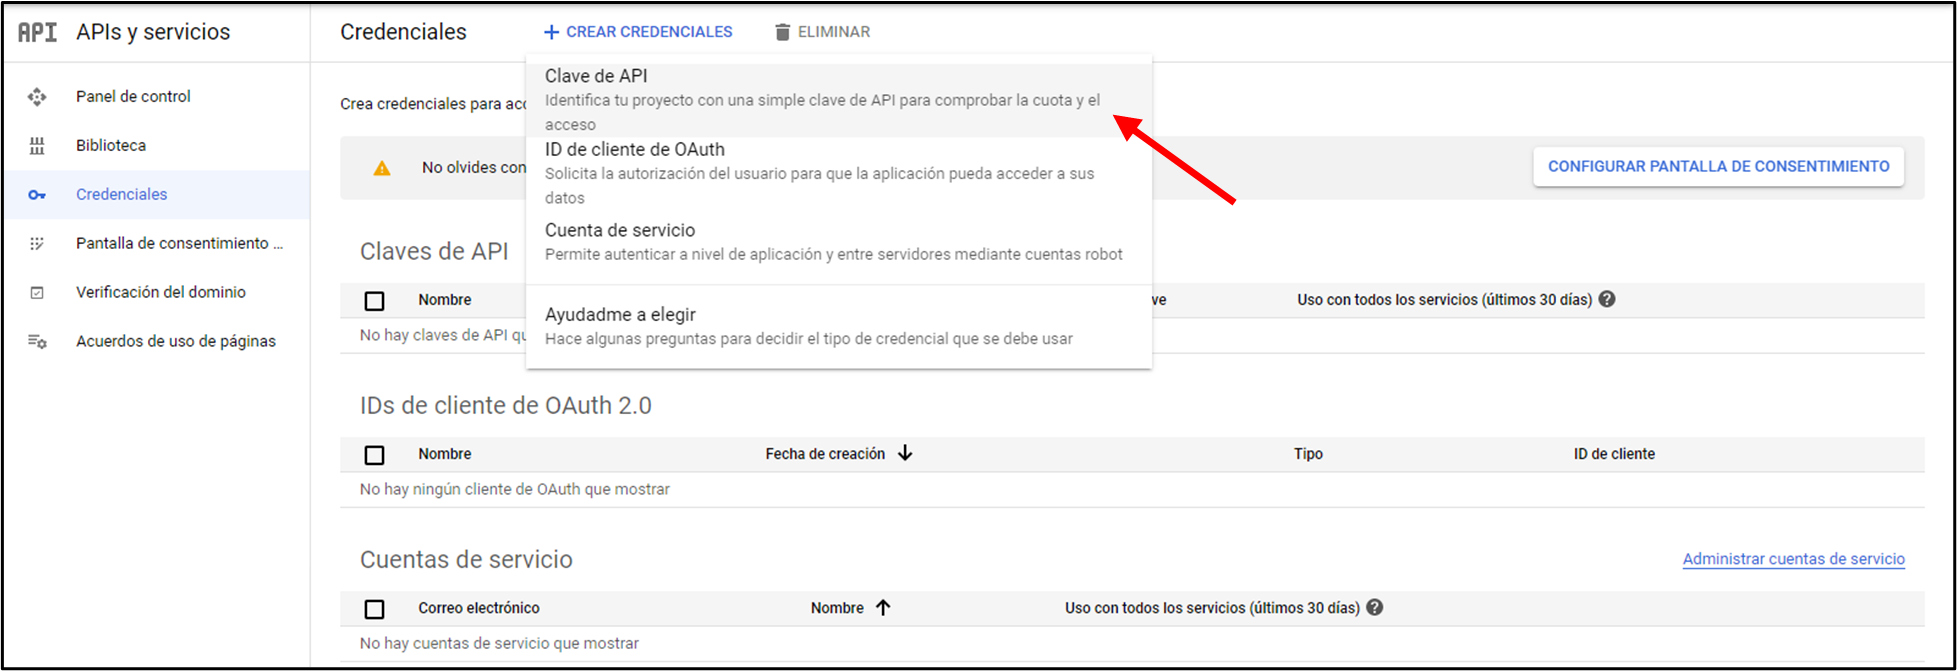 API APIs y servicios
Panel de control
Biblioteca
Credenciales
Pantalla de consentimiento ...
Verificación del dominio
Acuerdos de uso de páginas
Credenciales
+ CREAR CREDENCIALES
ELIMINAR
Crea credenciales para acc
Clave de API
Identifica tu proyecto con una simple clave de API para comprobar la cuota y el
acceso
ID de cliente de OAuth
Solicita la autorización del usuario para que la aplicación pueda acceder a sus
datos
Cuenta de servicio
Permite autenticar a nivel de aplicación y entre servidores mediante cuentas robot
Ayudadme a elegir
Hace algunas preguntas para decidir el tipo de credencial que se debe usar
No olvides con
CONFIGURAR PANTALLA DE CONSENTIMIENTO
Claves de API
Nombre
ve
Uso con todos los servicios (últimos 30 días)
No hay claves de API qu
IDs de cliente de OAuth 2.0
Nombre
Fecha de creación
Tipo
ID de cliente
No hay ningún cliente de OAuth que mostrar
Cuentas de servicio
Administrar cuentas de servicio
Correo electrónico
Nombre
Uso con todos los servicios (últimos 30 días)
No hay cuentas de servicio que mostrar